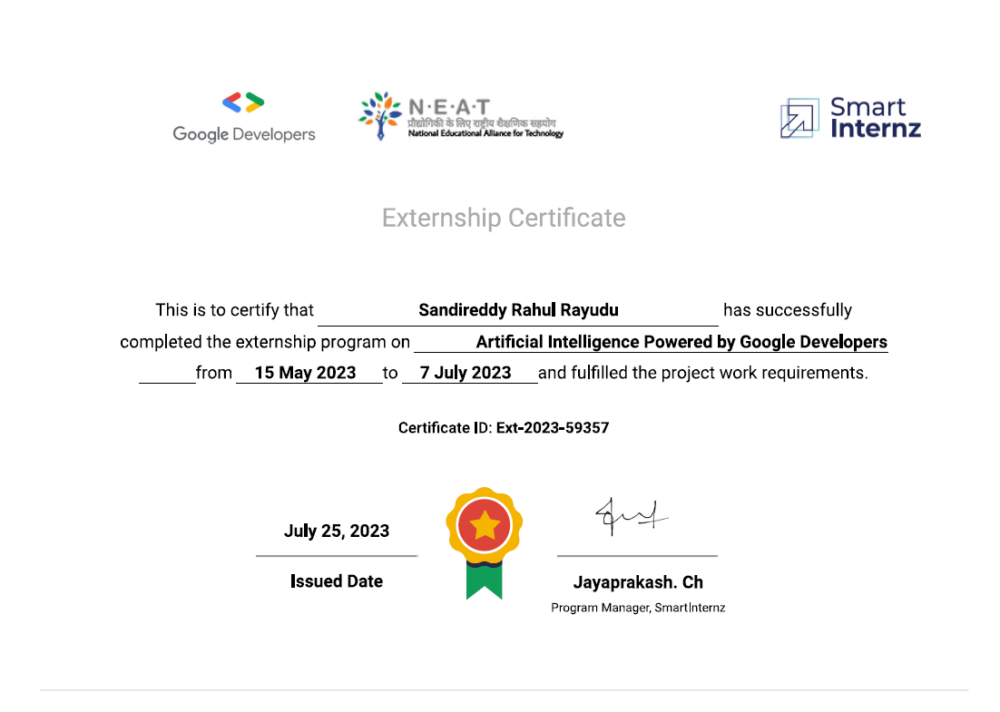 Google Developers
N·E·A·T
प्रौद्योगिकी के लिए राष्ट्रीय शैक्षणिक सहयोग
National Educational Alliance for Technology
Smart
Internz
Externship Certificate
This is to certify that Sandireddy Rahul Rayudu has successfully
completed the externship program on Artificial Intelligence Powered by Google Developers
from 15 May 2023 to 7 July 2023 and fulfilled the project work requirements.
Certificate ID: Ext-2023-59357
July 25, 2023
Issued Date
Jayaprakash. Ch
Program Manager, SmartInternz